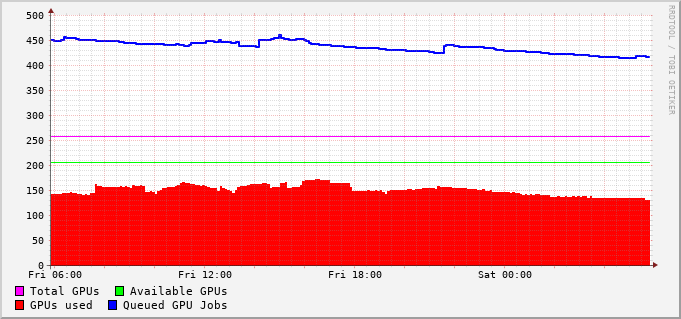 500
450
400
350
300
250
200
150
100
50
0
Fri 06:00 Fri 12:00 Fri 18:00 Sat 00:00
Total GPUs Available GPUs
GPUs used Queued GPU Jobs
RRDTOOL / TOBI OETIKER